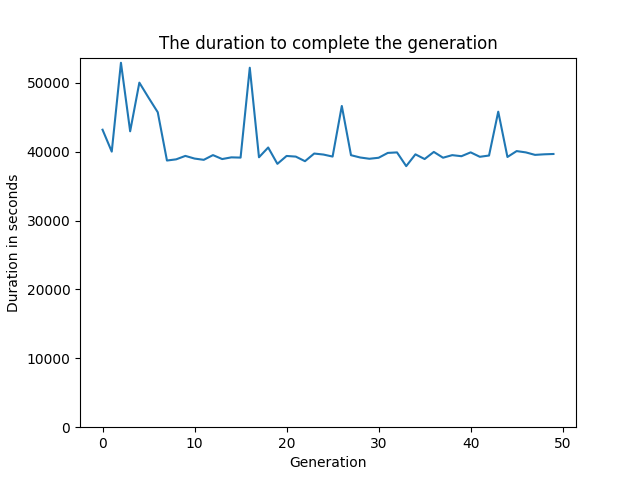 The duration to complete the generation
Duration in seconds
50000
40000
30000
20000
10000
0
0 10 20 30 40 50
Generation